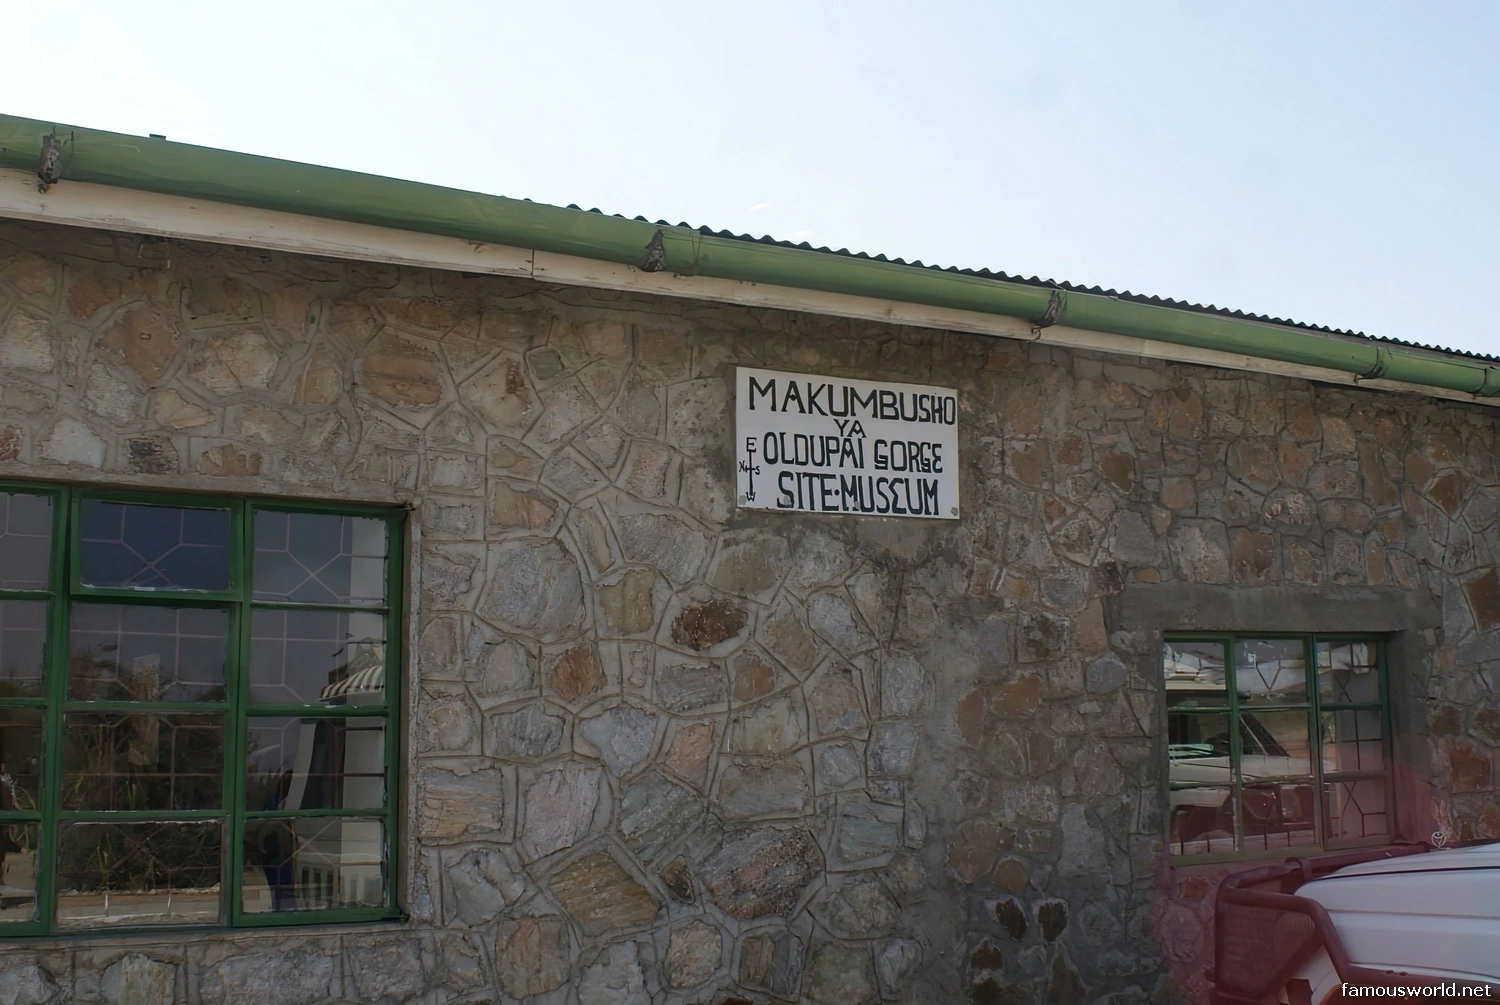 MAKUMBUSHO
YA
OLDUPAI GORGE
SITE-MUSEUM
E
N S
W
famousworld.net